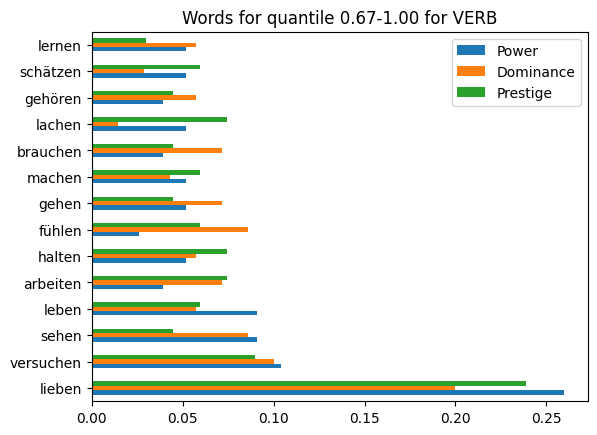 Words for quantile 0.67-1.00 for VERB
Power
Dominance
Prestige
lernen
schätzen
gehören
lachen
brauchen
machen
gehen
fühlen
halten
arbeiten
leben
sehen
versuchen
lieben
0.00 0.05 0.10 0.15 0.20 0.25